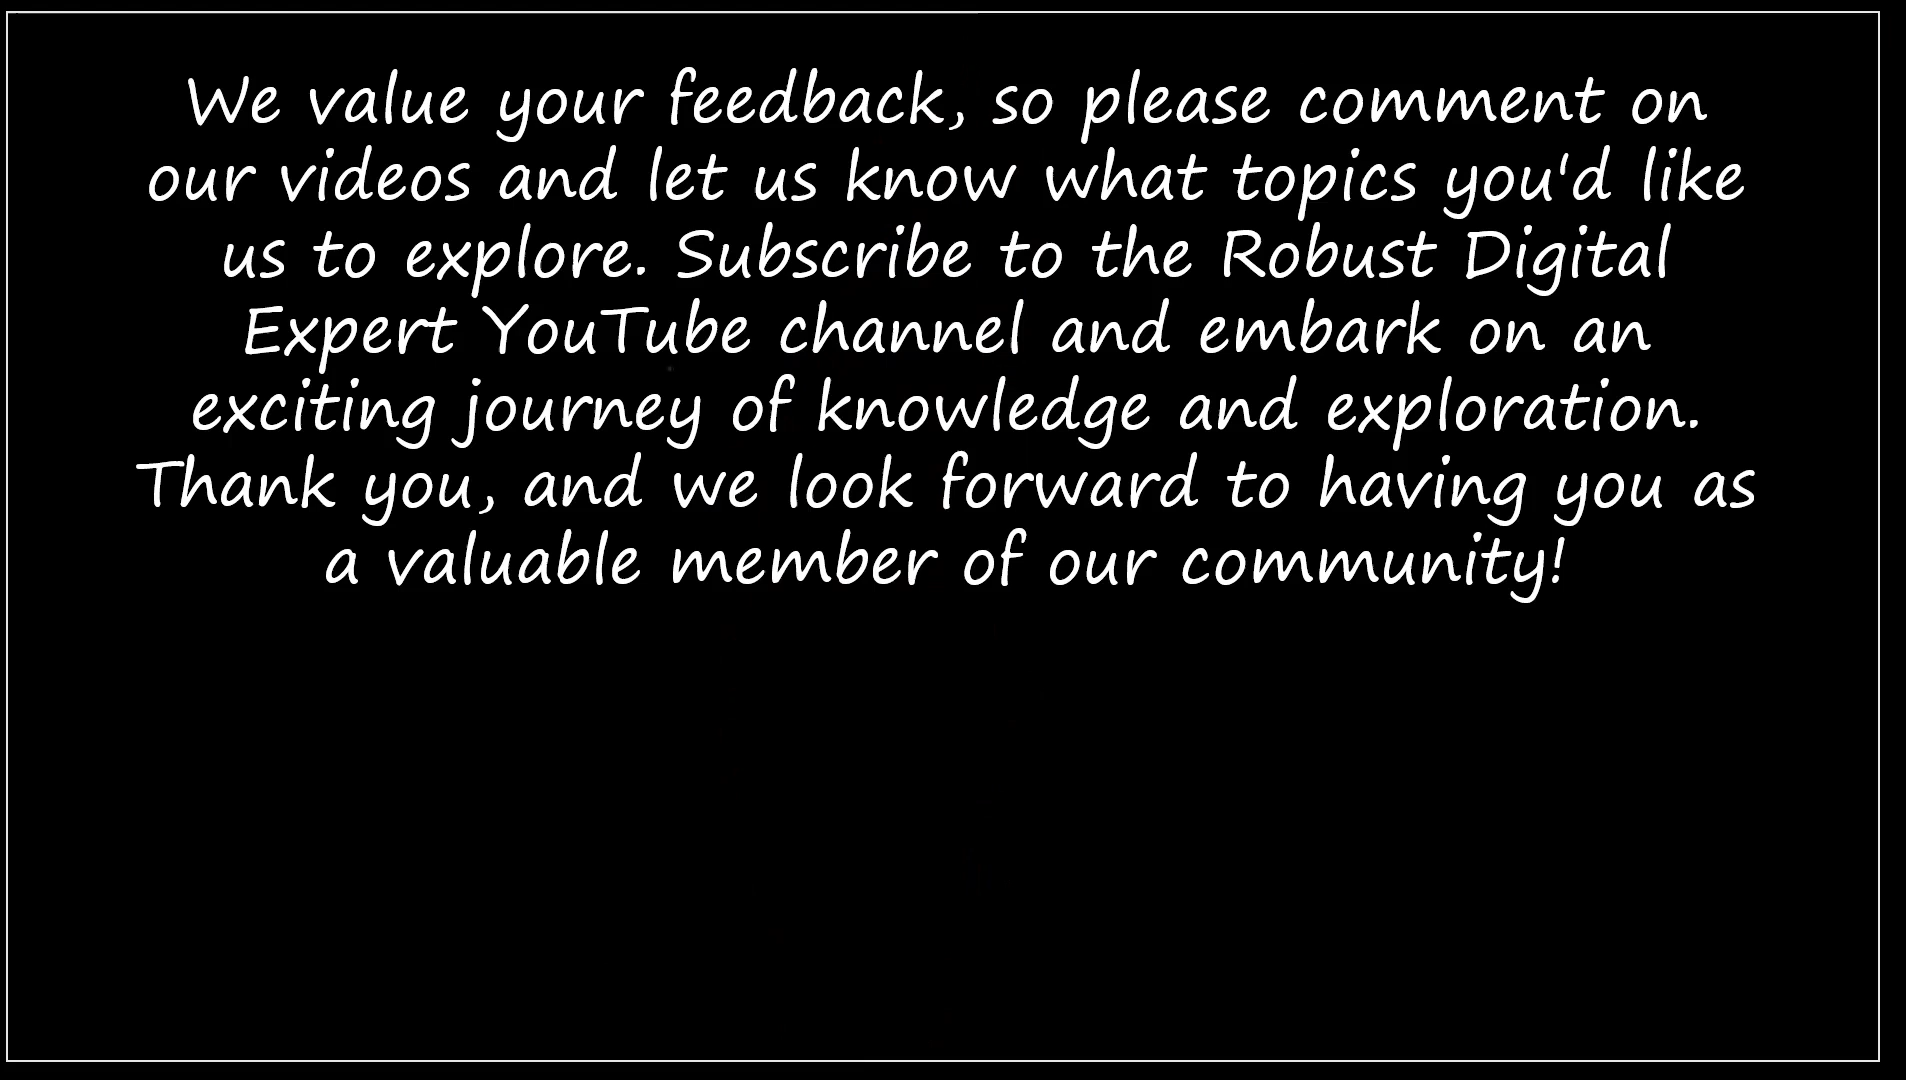 We value your feedback, so please comment on
our videos and let us know what topics you'd like
us to explore. Subscribe to the Robust Digital
Expert YouTube channel and embark on an
exciting journey of knowledge and exploration.
Thank you, and we look forward to having you as
a valuable member of our community!